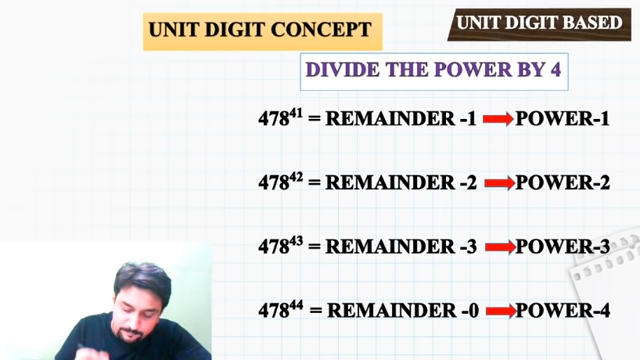 UNIT DIGIT CONCEPT
UNIT DIGIT BASED
DIVIDE THE POWER BY 4
478⁴¹ = REMAINDER -1 ➡ POWER-1
478⁴² = REMAINDER -2 ➡ POWER-2
478⁴³ = REMAINDER -3 ➡ POWER-3
478⁴⁴ = REMAINDER -0 ➡ POWER-4